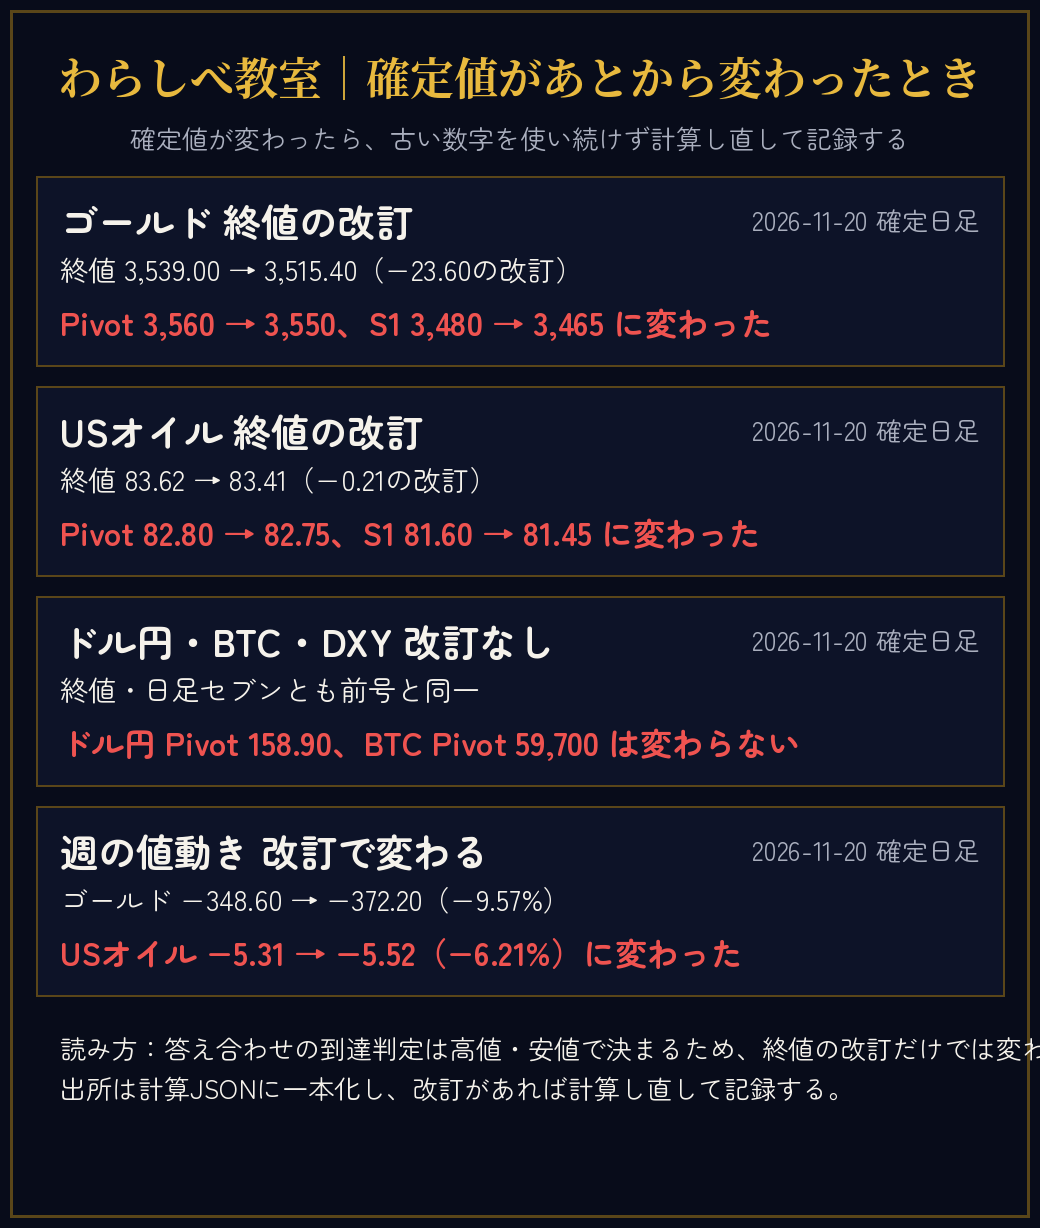 わらしべ教室｜確定値があとから変わったとき
確定値が変わったら、古い数字を使い続けず計算し直して記録する
ゴールド 終値の改訂
2026-11-20 確定日足
終値 3,539.00 → 3,515.40（−23.60の改訂）
Pivot 3,560 → 3,550、S1 3,480 → 3,465 に変わった
USオイル 終値の改訂
2026-11-20 確定日足
終値 83.62 → 83.41（−0.21の改訂）
Pivot 82.80 → 82.75、S1 81.60 → 81.45 に変わった
ドル円・BTC・DXY 改訂なし
2026-11-20 確定日足
終値・日足セブンとも前号と同一
ドル円 Pivot 158.90、BTC Pivot 59,700 は変わらない
週の値動き 改訂で変わる
2026-11-20 確定日足
ゴールド −348.60 → −372.20（−9.57%）
USオイル −5.31 → −5.52（−6.21%）に変わった
読み方：答え合わせの到達判定は高値・安値で決まるため、終値の改訂だけでは変わ
出所は計算JSONに一本化し、改訂があれば計算し直して記録する。